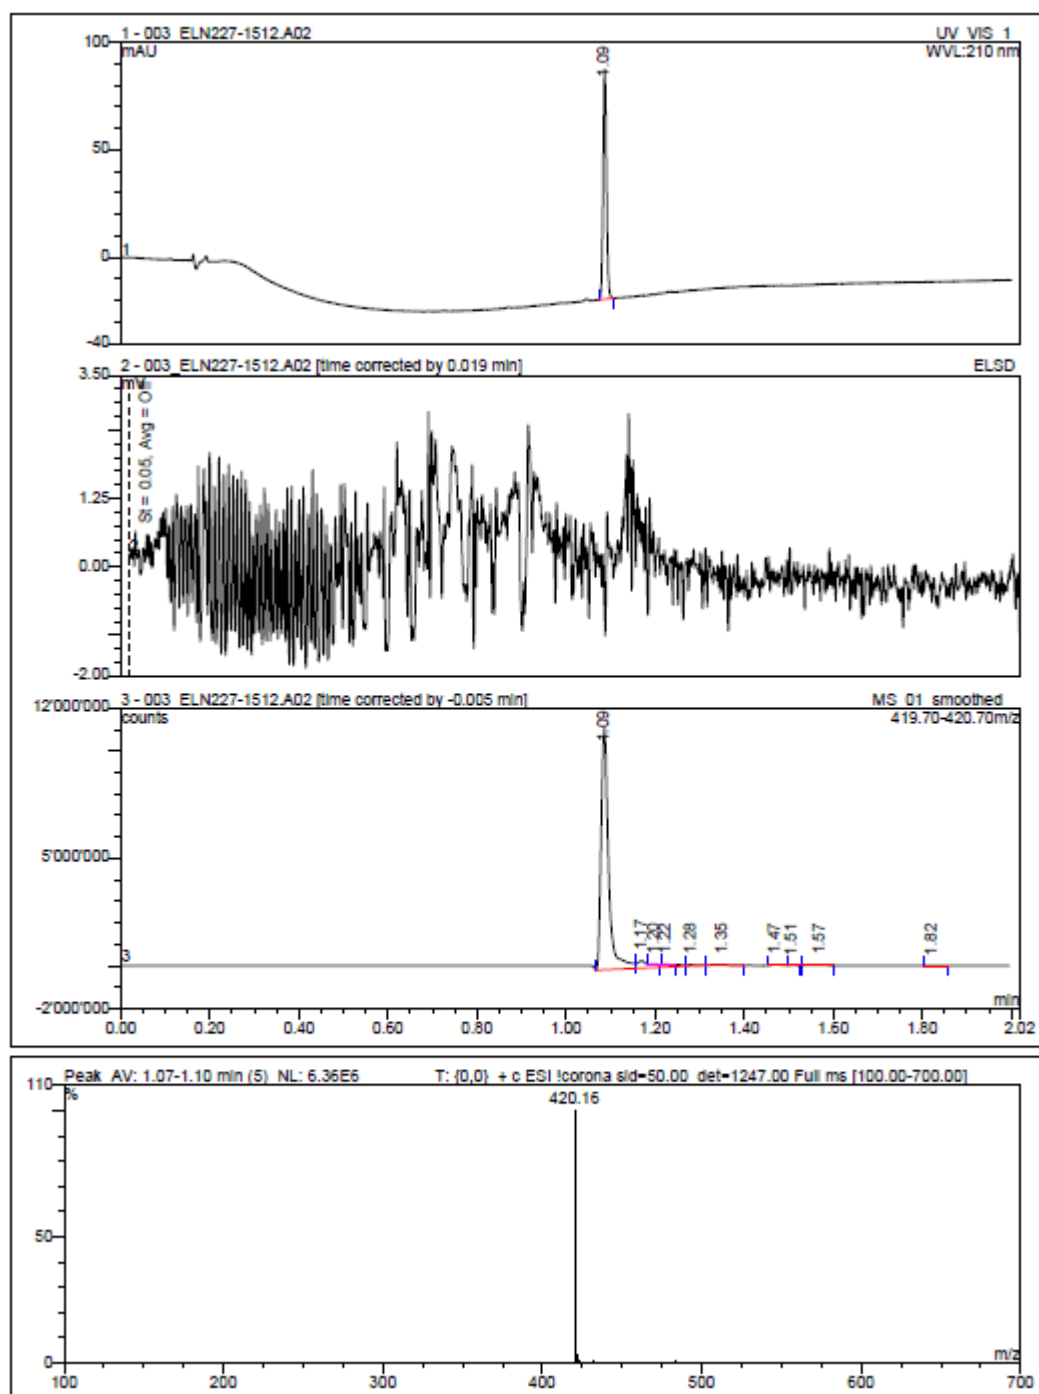 1 - 003_ELN227-1512.A02 UV_VIS_1
mAU WVL:210 nm
100
50
0
-40
1
1.09
2 - 003_ELN227-1512.A02 [time corrected by 0.019 min] ELSD
3.50
1.25
0.00
-2.00
3 - 003_ELN227-1512.A02 [time corrected by -0.005 min] MS_01_smoothed
counts 419.70-420.70m/z
12'000'000
5'000'000
-2'000'000
3
1.09
1.17
1.20
1.22
1.28
1.35
1.47
1.51
1.57
1.82
min
0.00 0.20 0.40 0.60 0.80 1.00 1.20 1.40 1.60 1.80 2.02
Peak AV: 1.07-1.10 min (5) NL: 6.36E6 T: {0,0} + c ESI !corona sid=50.00 det=1247.00 Full ms [100.00-700.00]
%
110
50
0
420.16
m/z
100 200 300 400 500 600 700